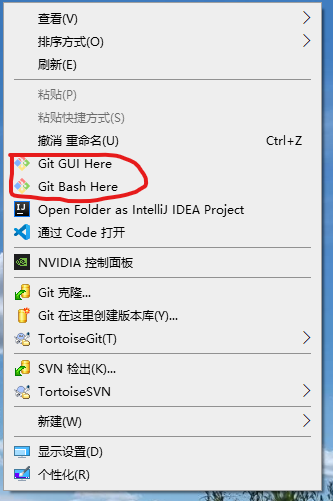 查看(V)
排序方式(O)
刷新(E)
粘贴(P)
粘贴快捷方式(S)
撤消 重命名(U) Ctrl+Z
Git GUI Here
Git Bash Here
Open Folder as IntelliJ IDEA Project
通过 Code 打开
NVIDIA 控制面板
Git 克隆...
Git 在这里创建版本库(Y)...
TortoiseGit(T)
SVN 检出(K)...
TortoiseSVN
新建(W)
显示设置(D)
个性化(R)